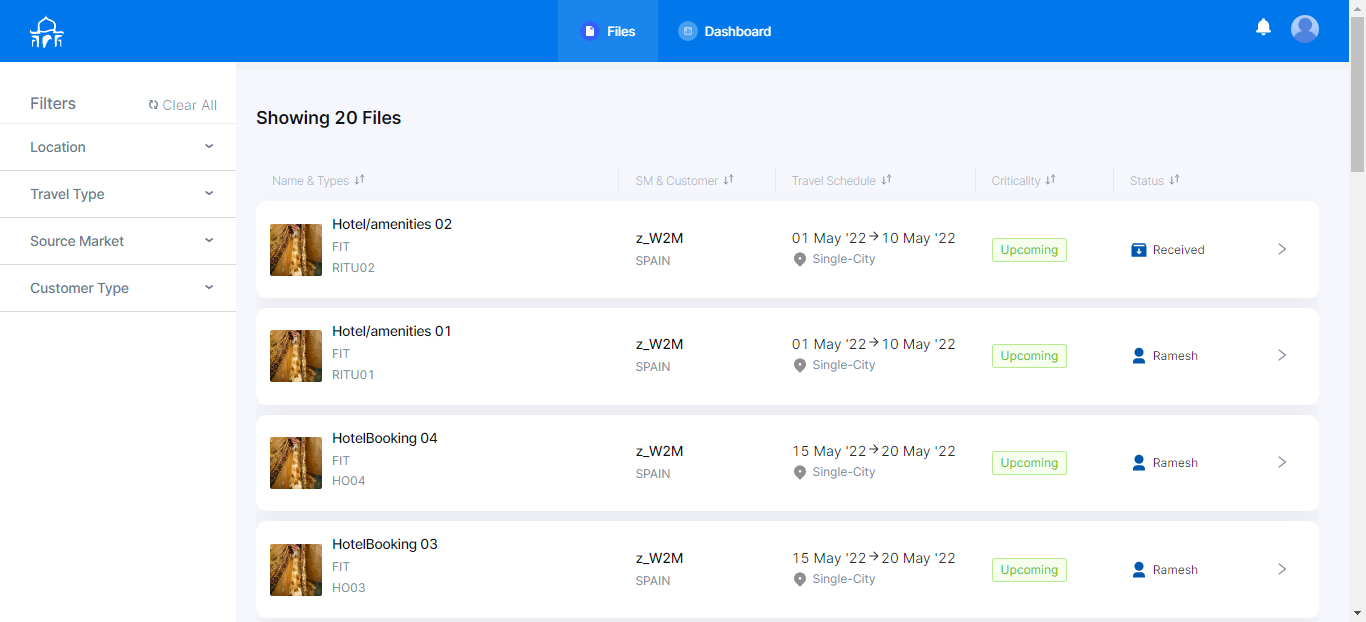 Files
Dashboard
Filters
Clear All
Location
Travel Type
Source Market
Customer Type
Showing 20 Files
Name & Types
SM & Customer
Travel Schedule
Criticality
Status
Hotel/amenities 02
FIT
RITU02
z_W2M
SPAIN
01 May '22 → 10 May '22
Single-City
Upcoming
Received
Hotel/amenities 01
FIT
RITU01
z_W2M
SPAIN
01 May '22 → 10 May '22
Single-City
Upcoming
Ramesh
HotelBooking 04
FIT
HO04
z_W2M
SPAIN
15 May '22 → 20 May '22
Single-City
Upcoming
Ramesh
HotelBooking 03
FIT
HO03
z_W2M
SPAIN
15 May '22 → 20 May '22
Single-City
Upcoming
Ramesh